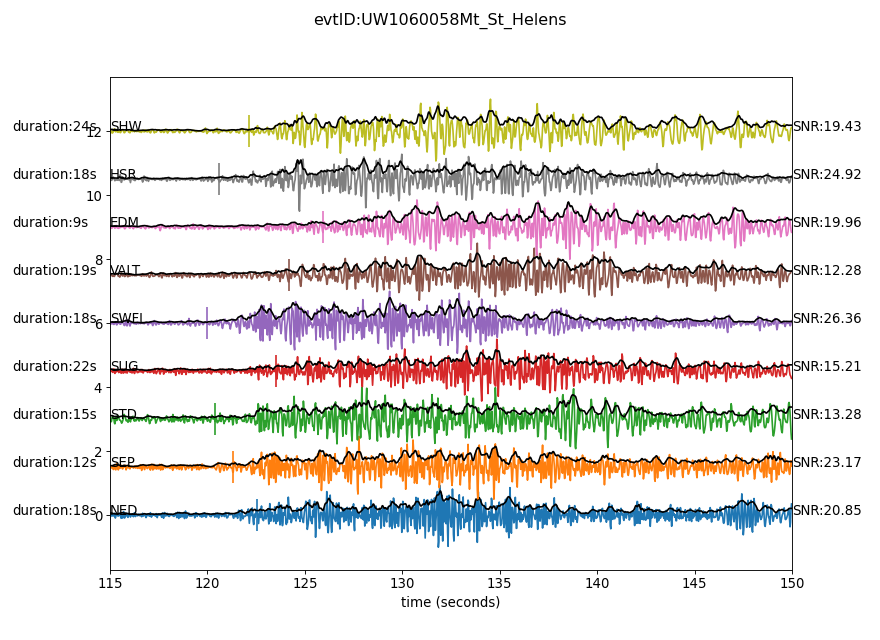 evtID:UW1060058Mt_St_Helens
duration:24s SHW SNR:19.43
12
duration:18s HSR SNR:24.92
10
duration:9s EDM SNR:19.96
8
duration:19s VALT SNR:12.28
duration:18s SWFL SNR:26.36
6
duration:22s SUG SNR:15.21
4
duration:15s STD SNR:13.28
2
duration:12s SEP SNR:23.17
duration:18s NED SNR:20.85
0
115 120 125 130 135 140 145 150
time (seconds)